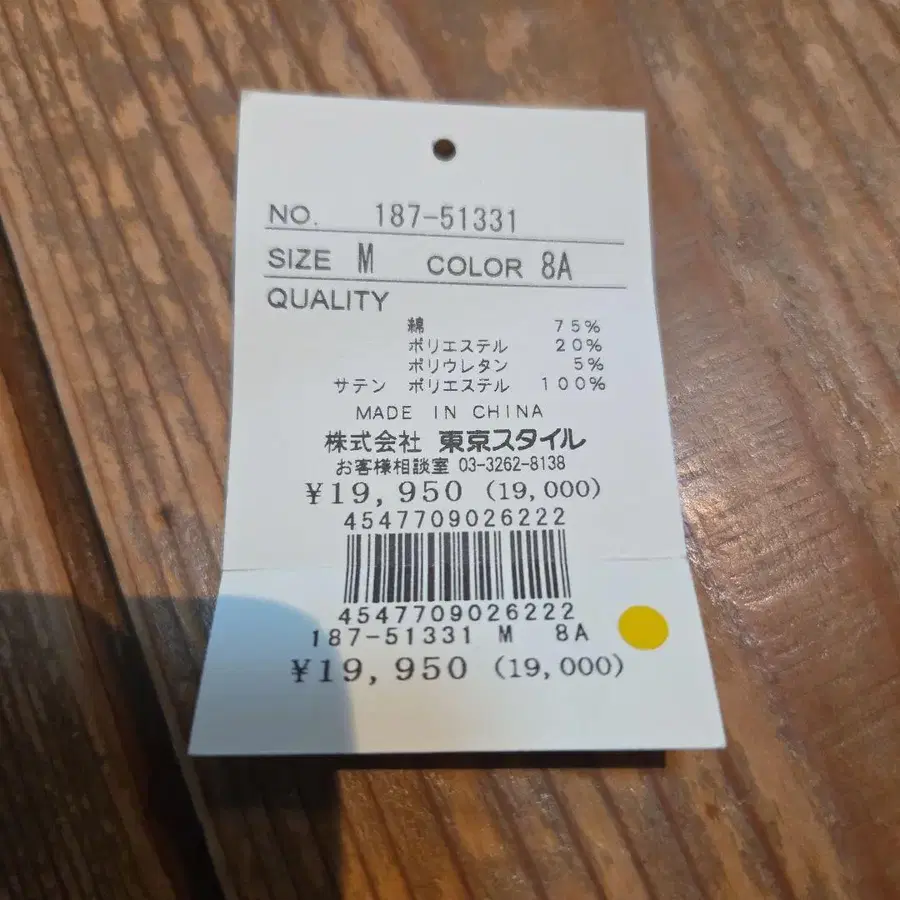 NO. 187-51331
SIZE M COLOR 8A
QUALITY
綿 75%
ポリエステル 20%
ポリウレタン 5%
サテン ポリエステル 100%
MADE IN CHINA
株式会社 東京スタイル
お客様相談室 03-3262-8138
¥19,950 (19,000)
4547709026222
4547709026222
187-51331 M 8A
¥19,950 (19,000)